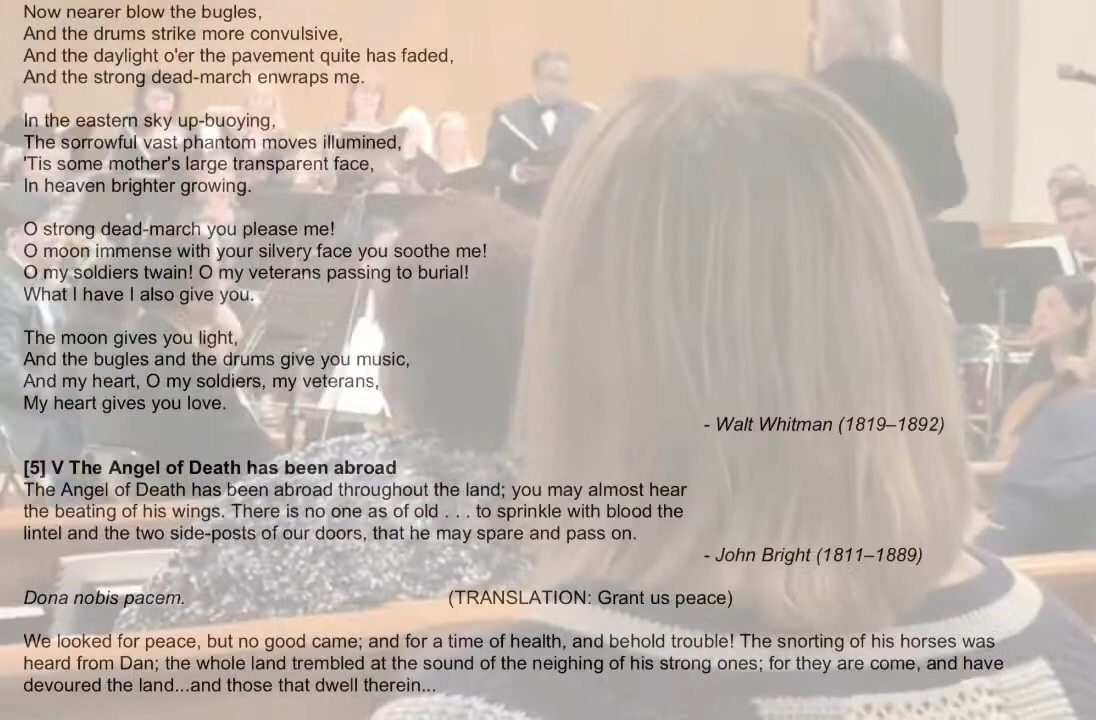 Now nearer blow the bugles,
And the drums strike more convulsive,
And the daylight o'er the pavement quite has faded,
And the strong dead-march enwraps me.
In the eastern sky up-buoying,
The sorrowful vast phantom moves illumined,
'Tis some mother's large transparent face,
In heaven brighter growing.
O strong dead-march you please me!
O moon immense with your silvery face you soothe me!
O my soldiers twain! O my veterans passing to burial!
What I have I also give you.
The moon gives you light,
And the bugles and the drums give you music,
And my heart, O my soldiers, my veterans,
My heart gives you love.
- Walt Whitman (1819–1892)
[5] V The Angel of Death has been abroad
The Angel of Death has been abroad throughout the land; you may almost hear
the beating of his wings. There is no one as of old . . . to sprinkle with blood the
lintel and the two side-posts of our doors, that he may spare and pass on.
- John Bright (1811–1889)
Dona nobis pacem. (TRANSLATION: Grant us peace)
We looked for peace, but no good came; and for a time of health, and behold trouble! The snorting of his horses was
heard from Dan; the whole land trembled at the sound of the neighing of his strong ones; for they are come, and have
devoured the land...and those that dwell therein...